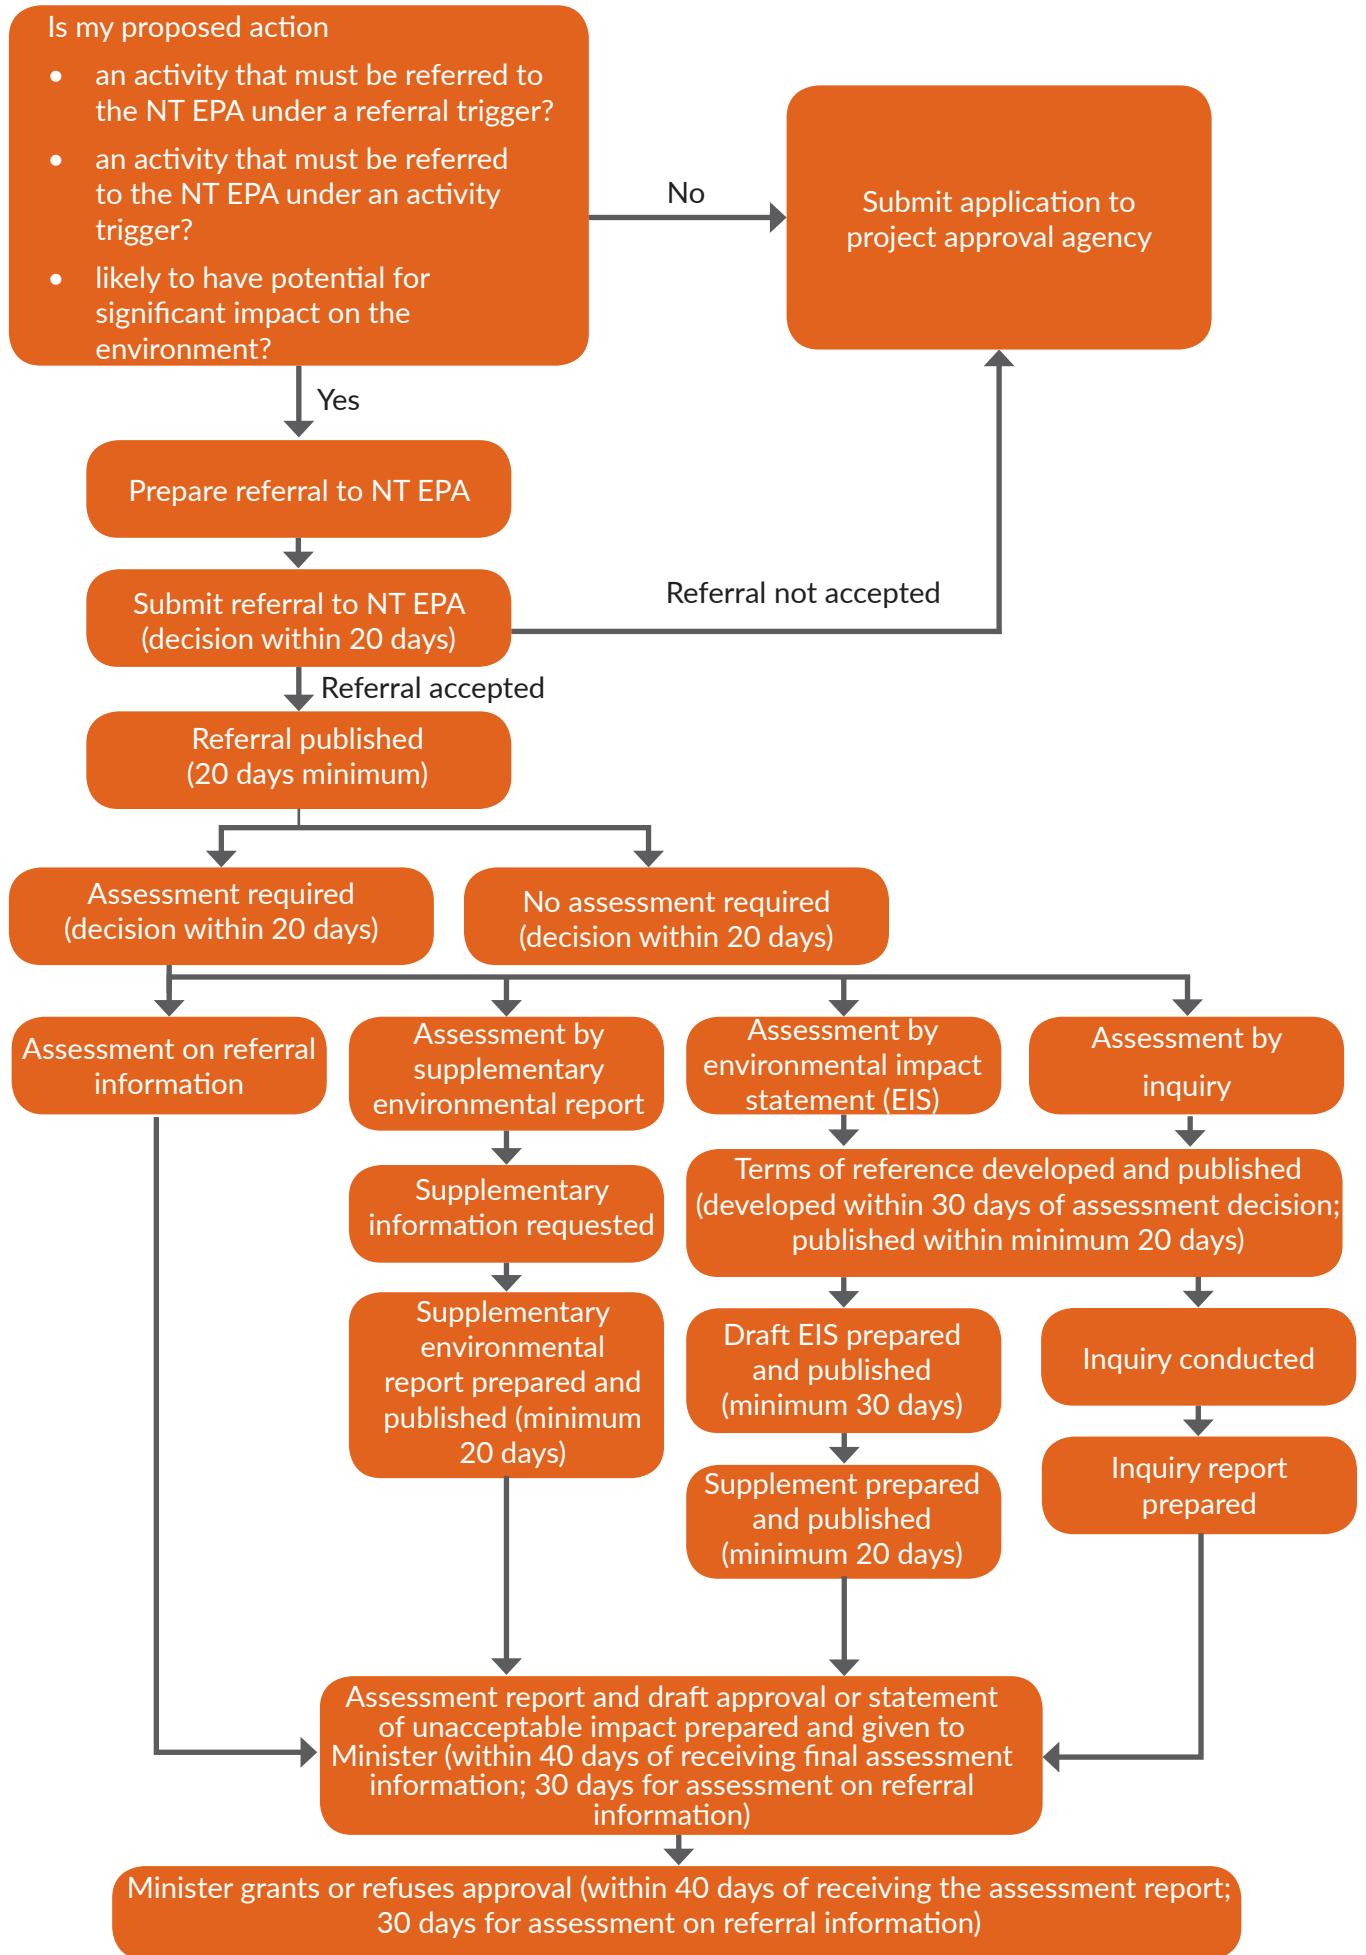 Is my proposed action
• an activity that must be referred to
the NT EPA under a referral trigger?
• an activity that must be referred
to the NT EPA under an activity
trigger?
• likely to have potential for
significant impact on the
environment?
No
Submit application to
project approval agency
Yes
Prepare referral to NT EPA
Submit referral to NT EPA
(decision within 20 days)
Referral not accepted
Referral accepted
Referral published
(20 days minimum)
Assessment required
(decision within 20 days)
No assessment required
(decision within 20 days)
Assessment on referral
information
Assessment by
supplementary
environmental report
Assessment by
environmental impact
statement (EIS)
Assessment by
inquiry
Supplementary
information requested
Terms of reference developed and published
(developed within 30 days of assessment decision;
published within minimum 20 days)
Supplementary
environmental
report prepared and
published (minimum
20 days)
Draft EIS prepared
and published
(minimum 30 days)
Inquiry conducted
Supplement prepared
and published
(minimum 20 days)
Inquiry report
prepared
Assessment report and draft approval or statement
of unacceptable impact prepared and given to
Minister (within 40 days of receiving final assessment
information; 30 days for assessment on referral
information)
Minister grants or refuses approval (within 40 days of receiving the assessment report;
30 days for assessment on referral information)